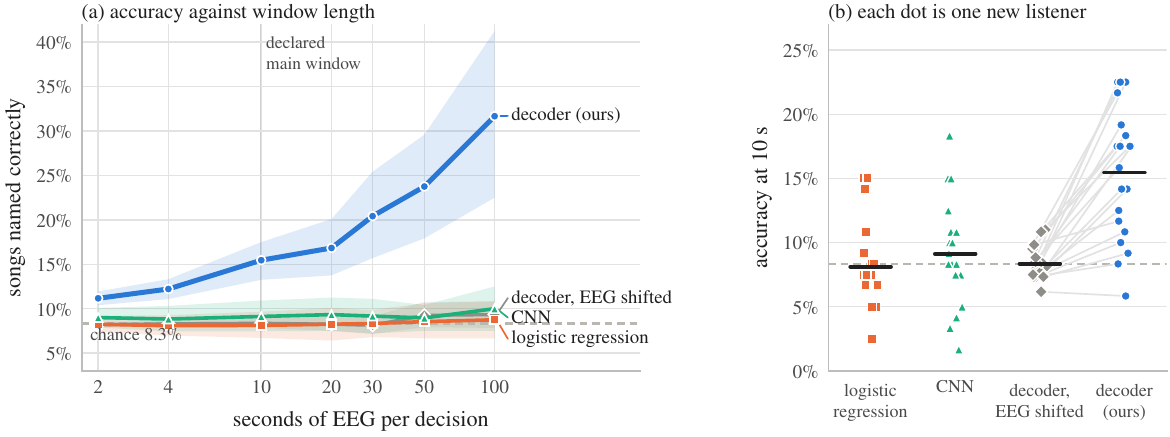 (a) accuracy against window length
songs named correctly
40%
35%
30%
25%
20%
15%
10%
5%
declared
main window
decoder (ours)
decoder, EEG shifted
CNN
logistic regression
chance 8.3%
2
4
10
20
30
50
100
seconds of EEG per decision
(b) each dot is one new listener
accuracy at 10 s
25%
20%
15%
10%
5%
0%
logistic
regression
CNN
decoder,
EEG shifted
decoder
(ours)